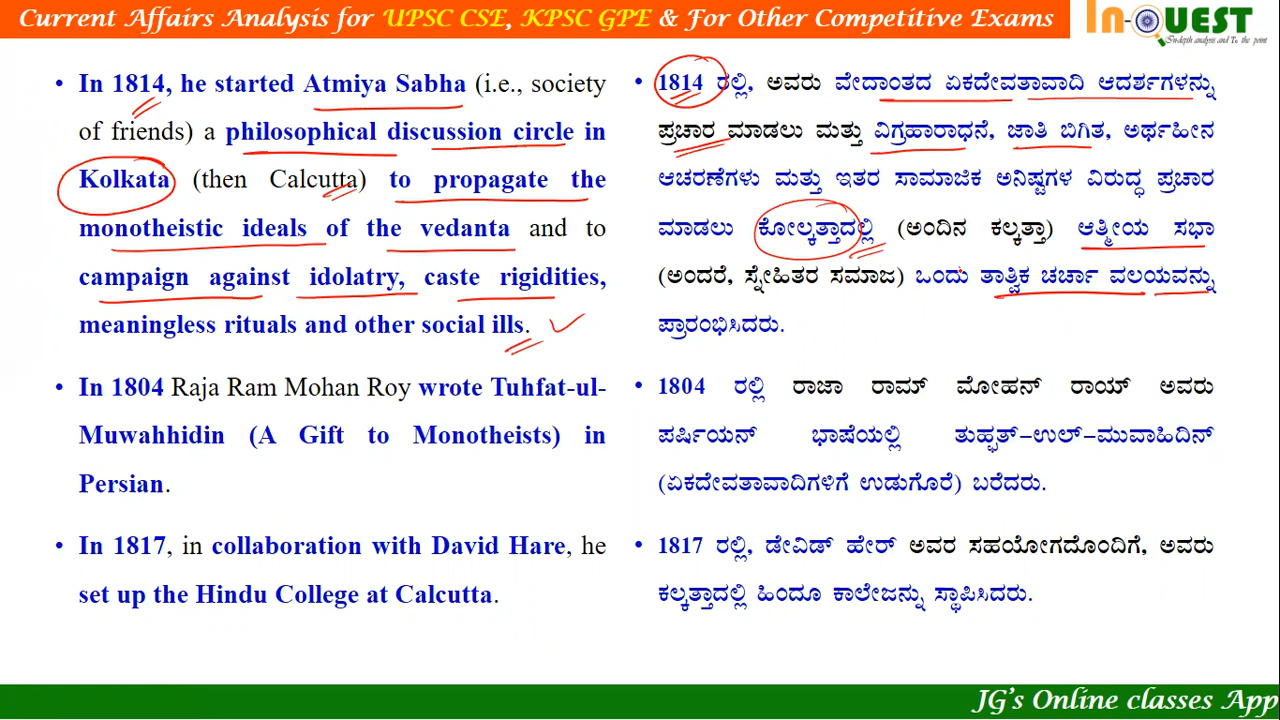 Current Affairs Analysis for UPSC CSE, KPSC GPE & For Other Competitive Exams
In-QUEST
In-depth analysis and To the point
• In 1814, he started Atmiya Sabha (i.e., society
of friends) a philosophical discussion circle in
Kolkata (then Calcutta) to propagate the
monotheistic ideals of the vedanta and to
campaign against idolatry, caste rigidities,
meaningless rituals and other social ills.
• In 1804 Raja Ram Mohan Roy wrote Tuhfat-ul-
Muwahhidin (A Gift to Monotheists) in
Persian.
• In 1817, in collaboration with David Hare, he
set up the Hindu College at Calcutta.
• 1814 ರಲ್ಲಿ, ಅವರು ವೇದಾಂತದ ಏಕದೇವತಾವಾದಿ ಆದರ್ಶಗಳನ್ನು
ಪ್ರಚಾರ ಮಾಡಲು ಮತ್ತು ವಿಗ್ರಹಾರಾಧನೆ, ಜಾತಿ ಬಿಗಿತ, ಅರ್ಥಹೀನ
ಆಚರಣೆಗಳು ಮತ್ತು ಇತರ ಸಾಮಾಜಿಕ ಅನಿಷ್ಟಗಳ ವಿರುದ್ಧ ಪ್ರಚಾರ
ಮಾಡಲು ಕೋಲ್ಕತ್ತಾದಲ್ಲಿ (ಅಂದಿನ ಕಲ್ಕತ್ತಾ) ಆತ್ಮೀಯ ಸಭಾ
(ಅಂದರೆ, ಸ್ನೇಹಿತರ ಸಮಾಜ) ಒಂದು ತಾತ್ವಿಕ ಚರ್ಚಾ ವಲಯವನ್ನು
ಪ್ರಾರಂಭಿಸಿದರು.
• 1804 ರಲ್ಲಿ ರಾಜಾ ರಾಮ್ ಮೋಹನ್ ರಾಯ್ ಅವರು
ಪರ್ಷಿಯನ್ ಭಾಷೆಯಲ್ಲಿ ತುಹ್ಫತ್-ಉಲ್-ಮುವಾಹಿದಿನ್
(ಏಕದೇವತಾವಾದಿಗಳಿಗೆ ಉಡುಗೊರೆ) ಬರೆದರು.
• 1817 ರಲ್ಲಿ, ಡೇವಿಡ್ ಹೇರ್ ಅವರ ಸಹಯೋಗದೊಂದಿಗೆ, ಅವರು
ಕಲ್ಕತ್ತಾದಲ್ಲಿ ಹಿಂದೂ ಕಾಲೇಜನ್ನು ಸ್ಥಾಪಿಸಿದರು.
JG's Online classes App